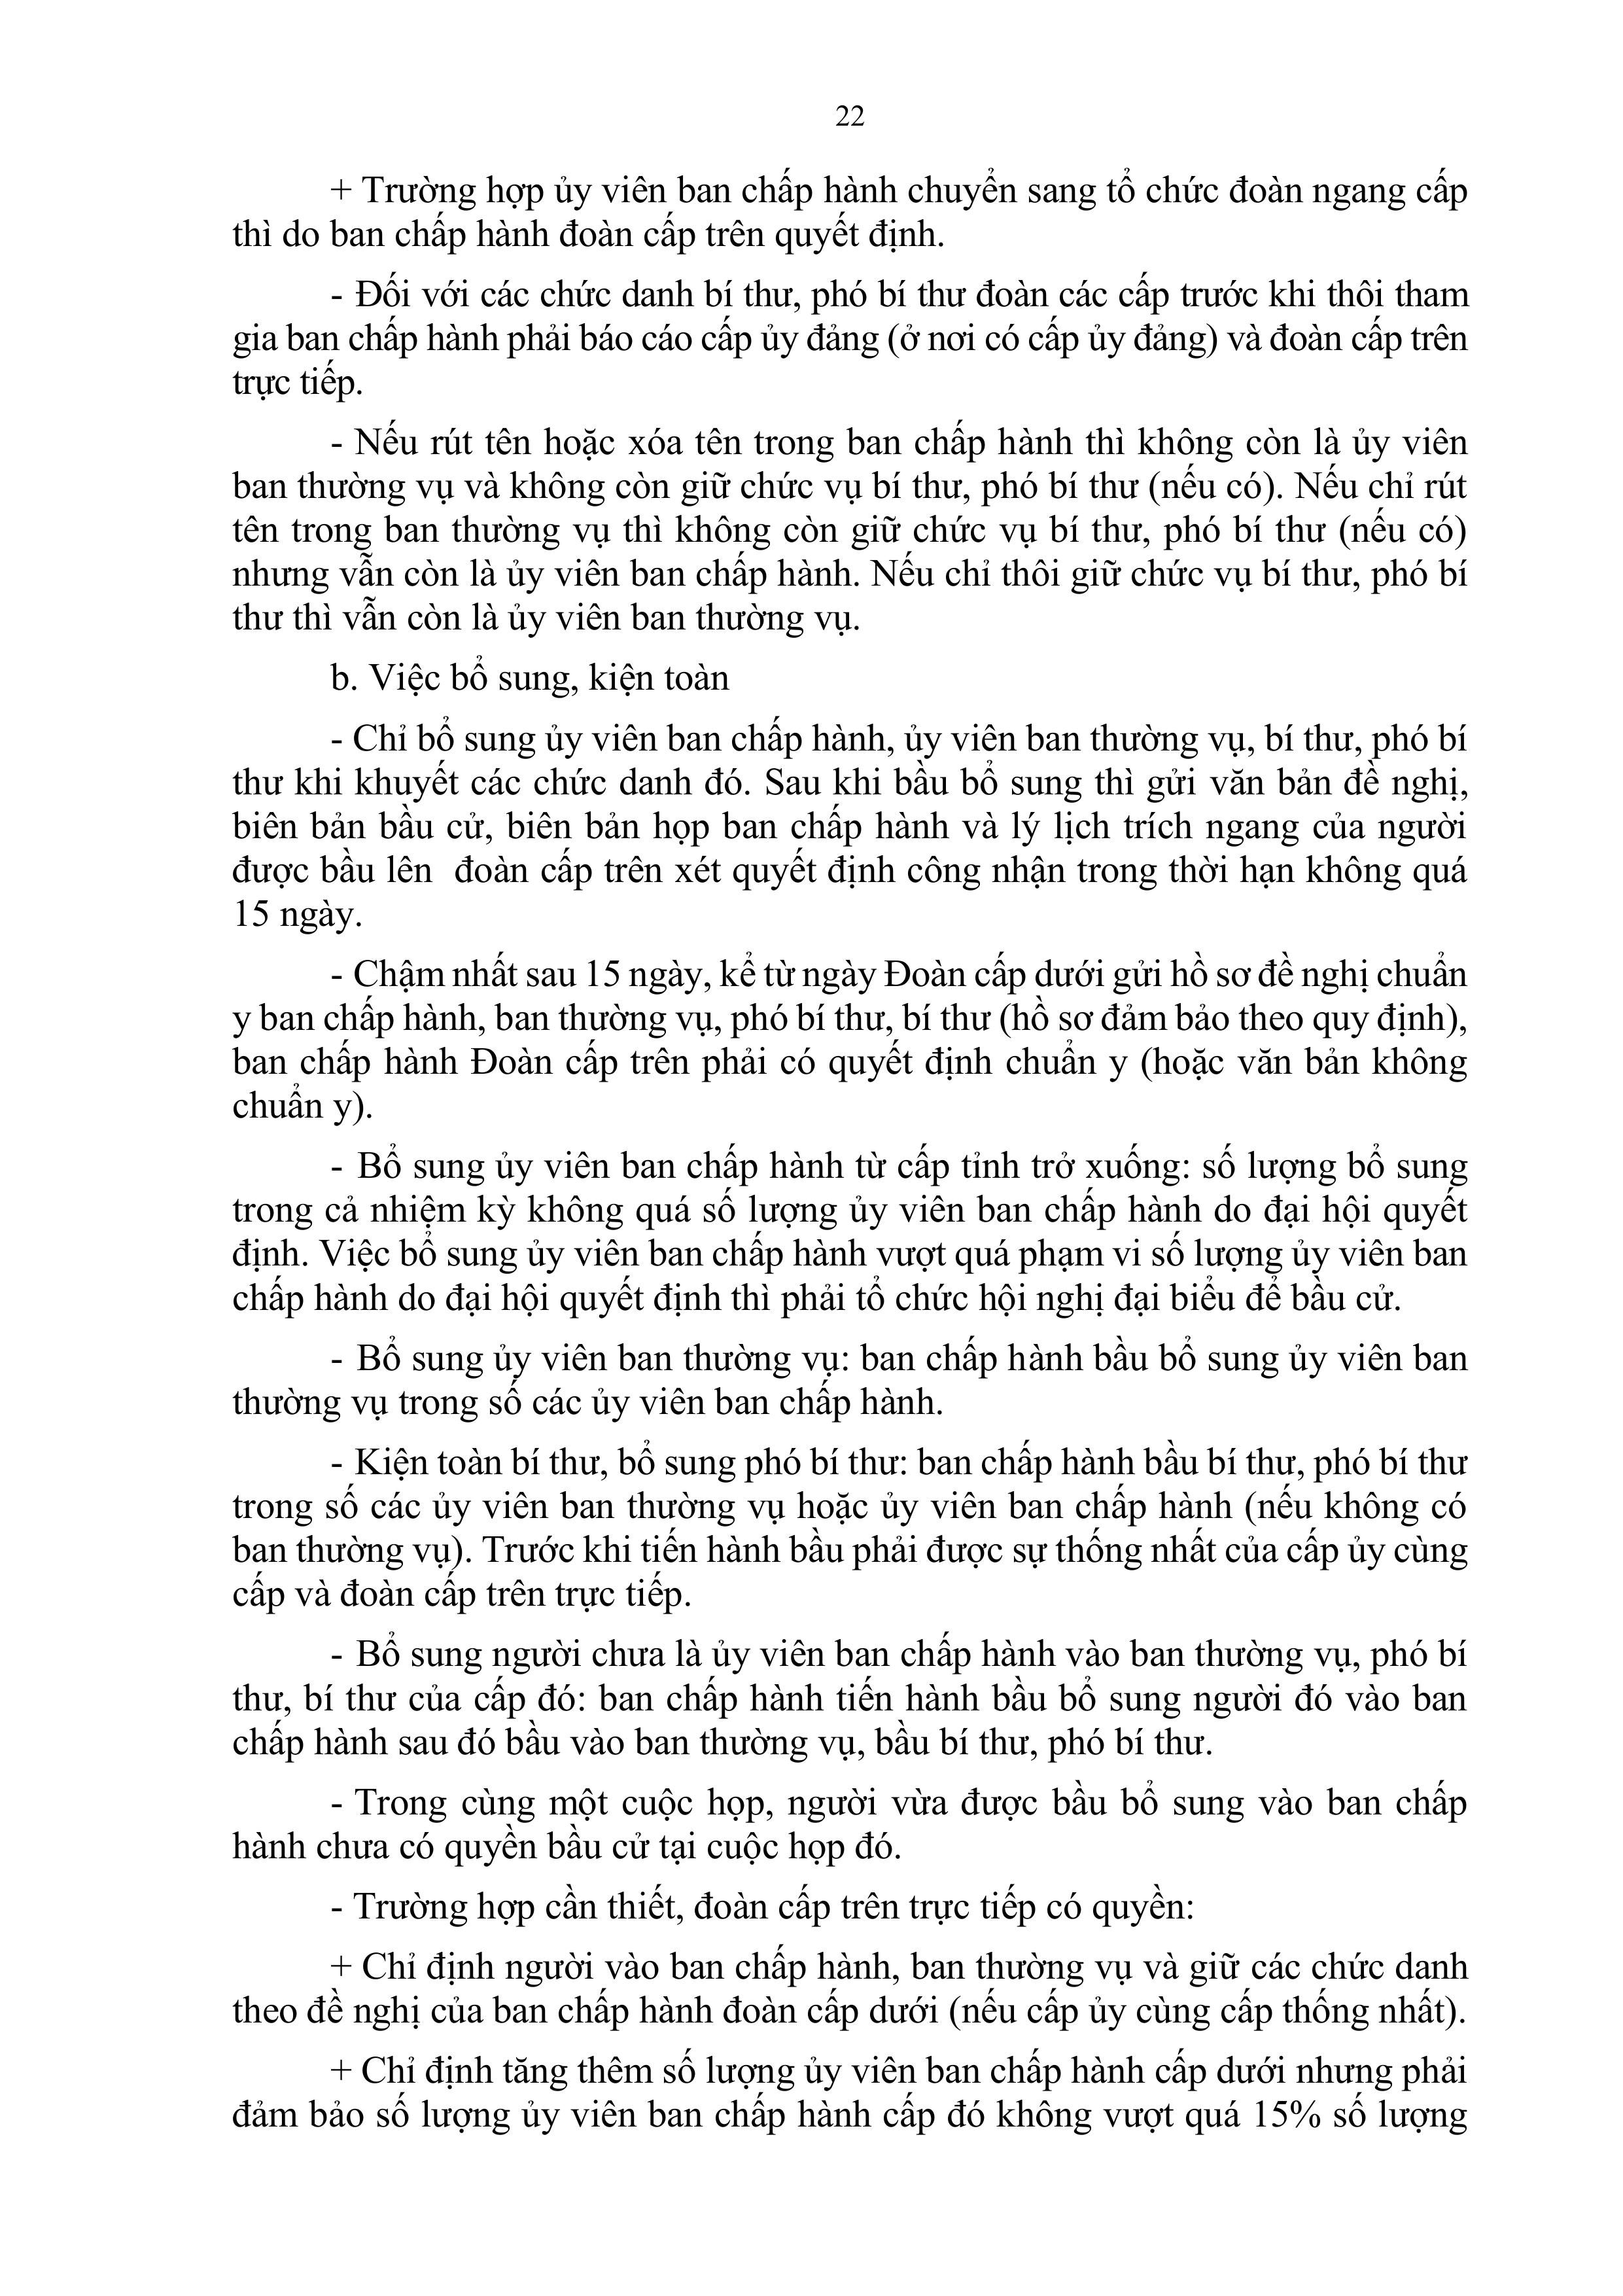 22
+ Trường hợp ủy viên ban chấp hành chuyển sang tổ chức đoàn ngang cấp
thì do ban chấp hành đoàn cấp trên quyết định.
- Đối với các chức danh bí thư, phó bí thư đoàn các cấp trước khi thôi tham
gia ban chấp hành phải báo cáo cấp ủy đảng (ở nơi có cấp ủy đảng) và đoàn cấp trên
trực tiếp.
- Nếu rút tên hoặc xóa tên trong ban chấp hành thì không còn là ủy viên
ban thường vụ và không còn giữ chức vụ bí thư, phó bí thư (nếu có). Nếu chỉ rút
tên trong ban thường vụ thì không còn giữ chức vụ bí thư, phó bí thư (nếu có)
nhưng vẫn còn là ủy viên ban chấp hành. Nếu chỉ thôi giữ chức vụ bí thư, phó bí
thư thì vẫn còn là ủy viên ban thường vụ.
b. Việc bổ sung, kiện toàn
- Chỉ bổ sung ủy viên ban chấp hành, ủy viên ban thường vụ, bí thư, phó bí
thư khi khuyết các chức danh đó. Sau khi bầu bổ sung thì gửi văn bản đề nghị,
biên bản bầu cử, biên bản họp ban chấp hành và lý lịch trích ngang của người
được bầu lên  đoàn cấp trên xét quyết định công nhận trong thời hạn không quá
15 ngày.
- Chậm nhất sau 15 ngày, kể từ ngày Đoàn cấp dưới gửi hồ sơ đề nghị chuẩn
y ban chấp hành, ban thường vụ, phó bí thư, bí thư (hồ sơ đảm bảo theo quy định),
ban chấp hành Đoàn cấp trên phải có quyết định chuẩn y (hoặc văn bản không
chuẩn y).
- Bổ sung ủy viên ban chấp hành từ cấp tỉnh trở xuống: số lượng bổ sung
trong cả nhiệm kỳ không quá số lượng ủy viên ban chấp hành do đại hội quyết
định. Việc bổ sung ủy viên ban chấp hành vượt quá phạm vi số lượng ủy viên ban
chấp hành do đại hội quyết định thì phải tổ chức hội nghị đại biểu để bầu cử.
- Bổ sung ủy viên ban thường vụ: ban chấp hành bầu bổ sung ủy viên ban
thường vụ trong số các ủy viên ban chấp hành.
- Kiện toàn bí thư, bổ sung phó bí thư: ban chấp hành bầu bí thư, phó bí thư
trong số các ủy viên ban thường vụ hoặc ủy viên ban chấp hành (nếu không có
ban thường vụ). Trước khi tiến hành bầu phải được sự thống nhất của cấp ủy cùng
cấp và đoàn cấp trên trực tiếp.
- Bổ sung người chưa là ủy viên ban chấp hành vào ban thường vụ, phó bí
thư, bí thư của cấp đó: ban chấp hành tiến hành bầu bổ sung người đó vào ban
chấp hành sau đó bầu vào ban thường vụ, bầu bí thư, phó bí thư.
- Trong cùng một cuộc họp, người vừa được bầu bổ sung vào ban chấp
hành chưa có quyền bầu cử tại cuộc họp đó.
- Trường hợp cần thiết, đoàn cấp trên trực tiếp có quyền:
+ Chỉ định người vào ban chấp hành, ban thường vụ và giữ các chức danh
theo đề nghị của ban chấp hành đoàn cấp dưới (nếu cấp ủy cùng cấp thống nhất).
+ Chỉ định tăng thêm số lượng ủy viên ban chấp hành cấp dưới nhưng phải
đảm bảo số lượng ủy viên ban chấp hành cấp đó không vượt quá 15% số lượng